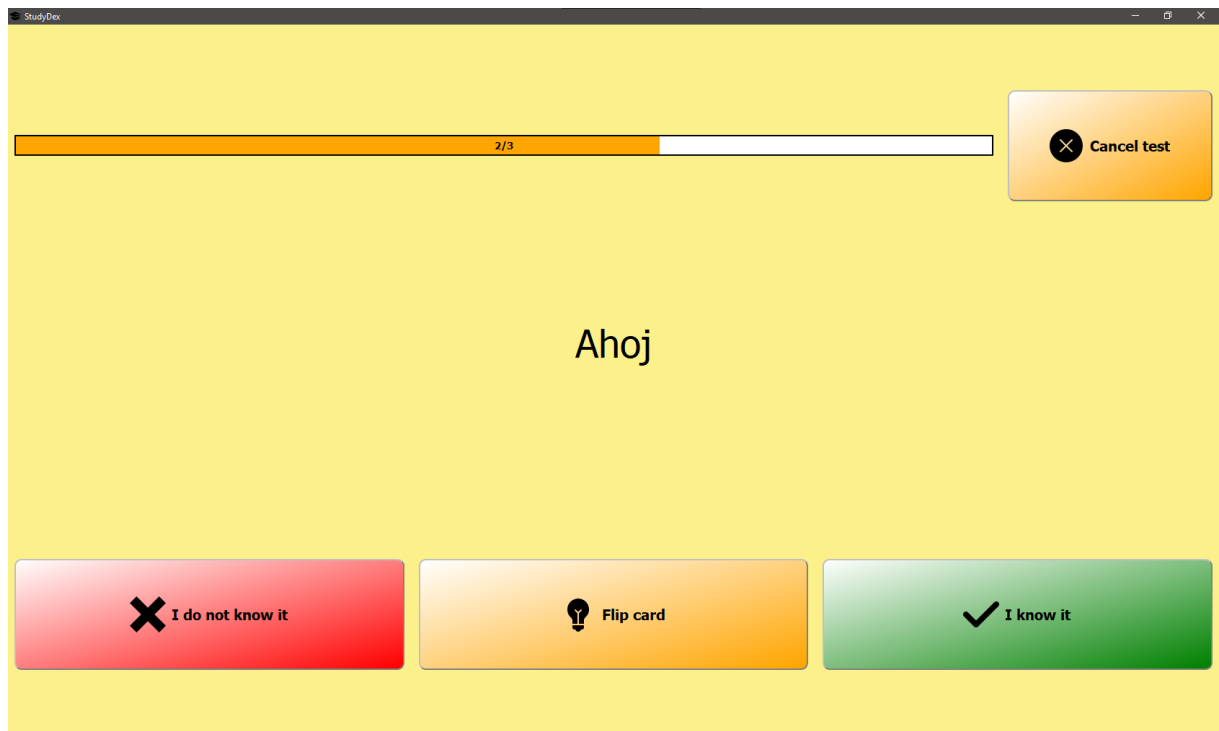 StudyDex
2/3
Cancel test
Ahoj
I do not know it
Flip card
I know it